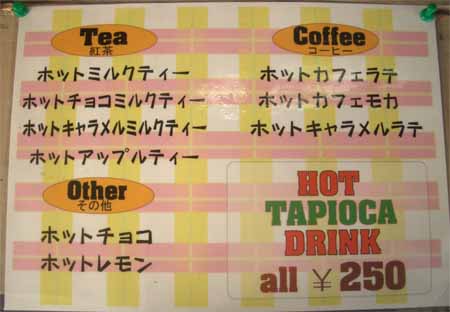 Tea
紅茶
ホットミルクティー
ホットチョコミルクティー
ホットキャラメルミルクティー
ホットアップルティー
Coffee
コーヒー
ホットカフェラテ
ホットカフェモカ
ホットキャラメルラテ
Other
その他
ホットチョコ
ホットレモン
HOT
TAPIOCA
DRINK
all ¥250